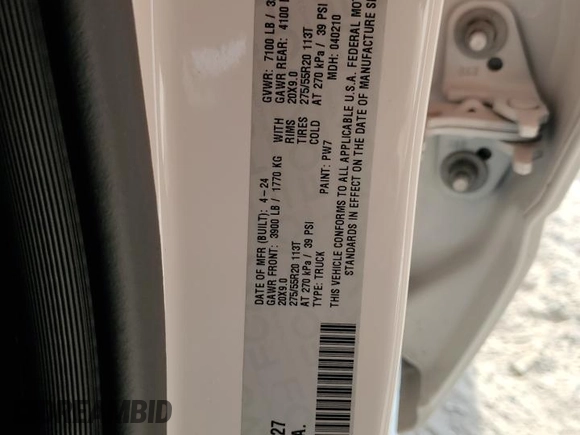 DATE OF MFR (BUILT): 4-24 GVWR: 7100 LB
GAWR FRONT: 3900 LB / 1770 KG WITH GAWR REAR: 4100
20X9.0 RIMS 20X9.0
275/55R20 113T TIRES 275/55R20 113T
AT 270 kPa / 39 PSI COLD AT 270 kPa / 39 PSI
TYPE: TRUCK PAINT: PW7 MDH: 040210
THIS VEHICLE CONFORMS TO ALL APPLICABLE U.S.A. FEDERAL
STANDARDS IN EFFECT ON THE DATE OF MANUFACTURE
27
A.
DREAMBID